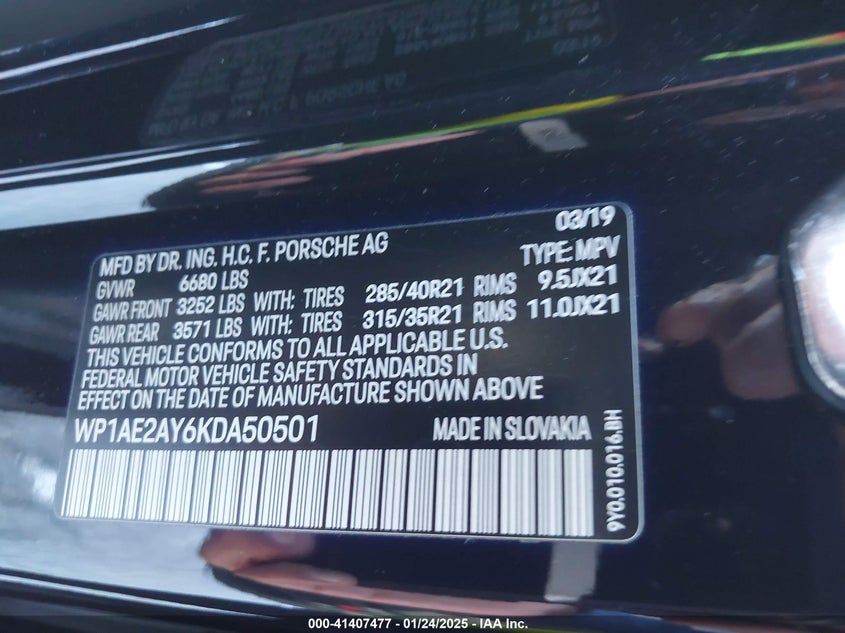 03/19
MFD BY DR. ING. H.C. F. PORSCHE AG
TYPE: MPV
GVWR 6680 LBS
GAWR FRONT 3252 LBS WITH: TIRES 285/40R21 RIMS 9.5JX21
GAWR REAR 3571 LBS WITH: TIRES 315/35R21 RIMS 11.0JX21
THIS VEHICLE CONFORMS TO ALL APPLICABLE U.S.
FEDERAL MOTOR VEHICLE SAFETY STANDARDS IN
EFFECT ON THE DATE OF MANUFACTURE SHOWN ABOVE
WP1AE2AY6KDA50501 MADE IN SLOVAKIA
9Y0.010.016.BH
000-41407477 — 01/24/2025 — IAA Inc.